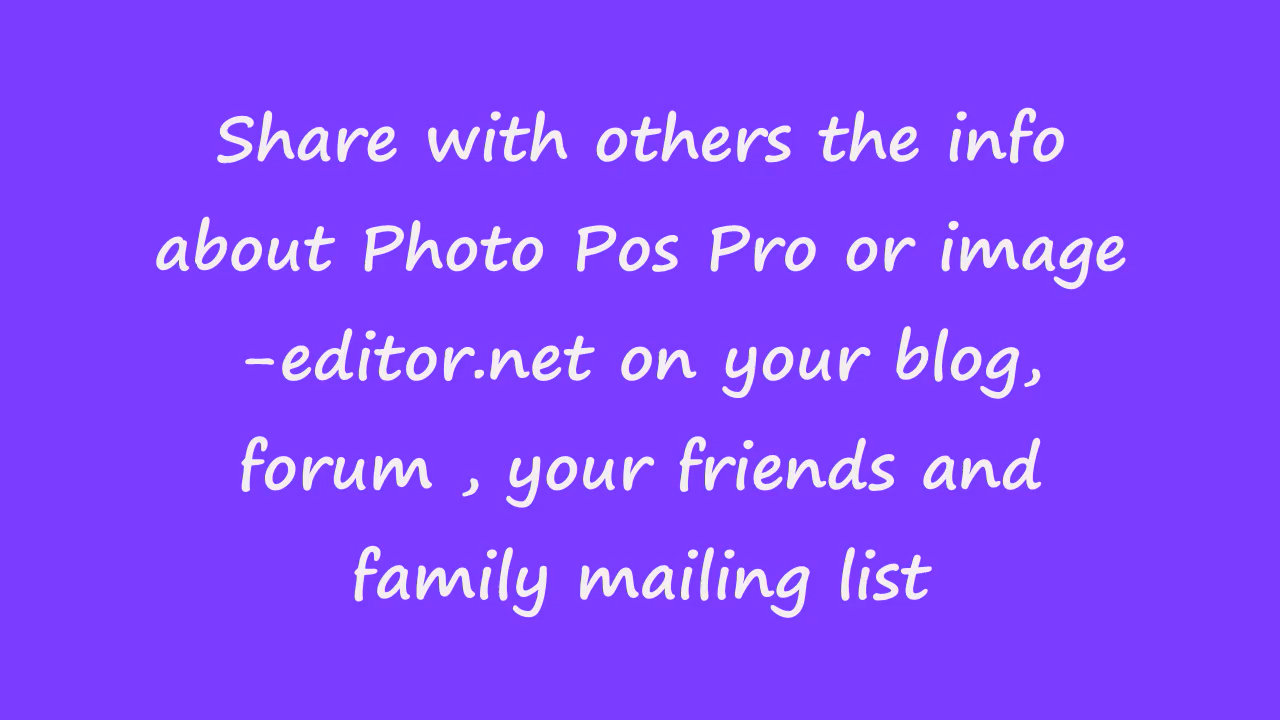 Share with others the info
about Photo Pos Pro or image
-editor.net on your blog,
forum , your friends and
family mailing list